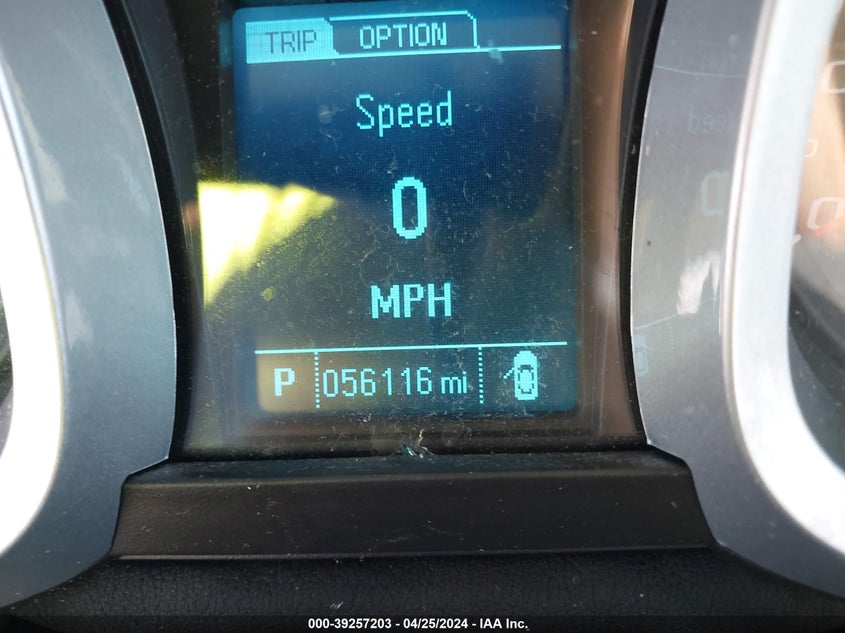 TRIP OPTION
Speed
0
MPH
P 056116 mi
000-39257203 - 04/25/2024 - IAA Inc.